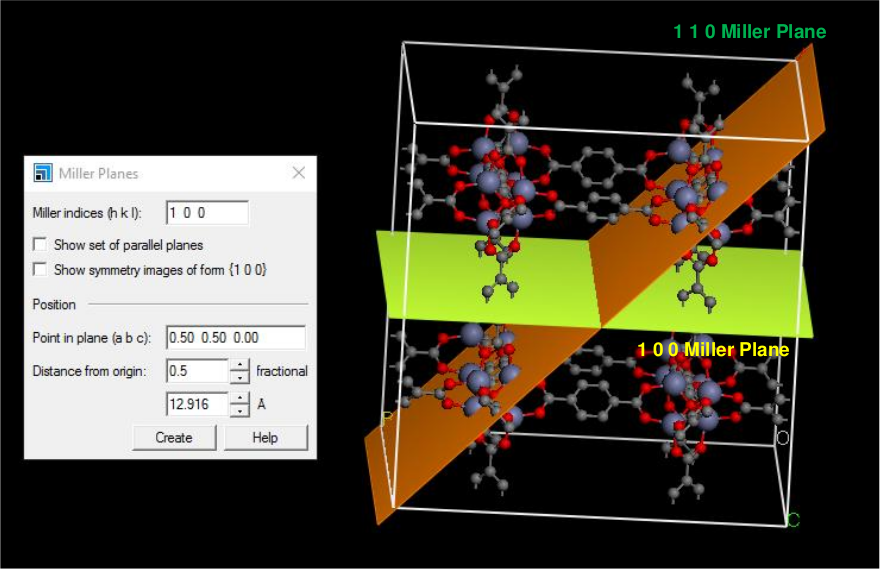 1 1 0 Miller Plane
Miller Planes
Miller indices (h k l): 1 0 0
Show set of parallel planes
Show symmetry images of form {1 0 0}
Position
Point in plane (a b c): 0.50 0.50 0.00
Distance from origin: 0.5 fractional
12.916 A
Create Help
1 0 0 Miller Plane
B
O
C